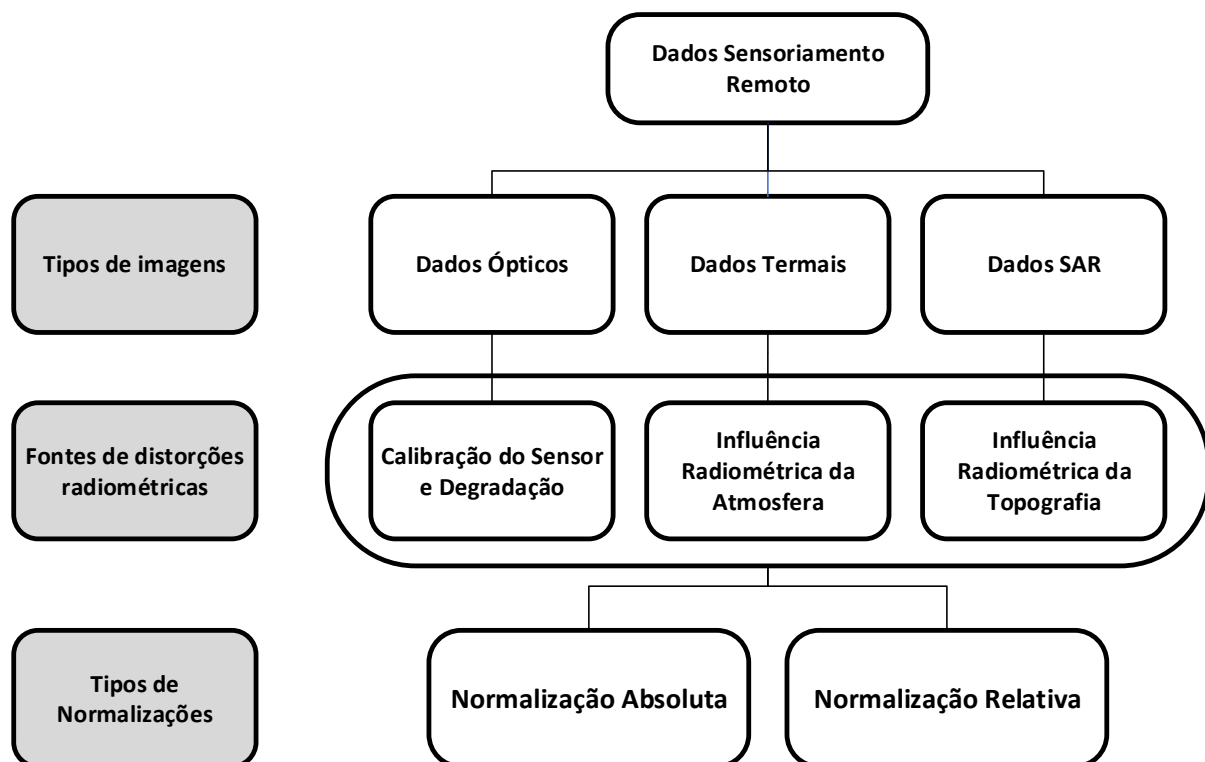 Dados Sensoriamento
Remoto
Tipos de imagens
Dados Ópticos
Dados Termais
Dados SAR
Fontes de distorções
radiométricas
Calibração do Sensor
e Degradação
Influência
Radiométrica da
Atmosfera
Influência
Radiométrica da
Topografia
Tipos de
Normalizações
Normalização Absoluta
Normalização Relativa